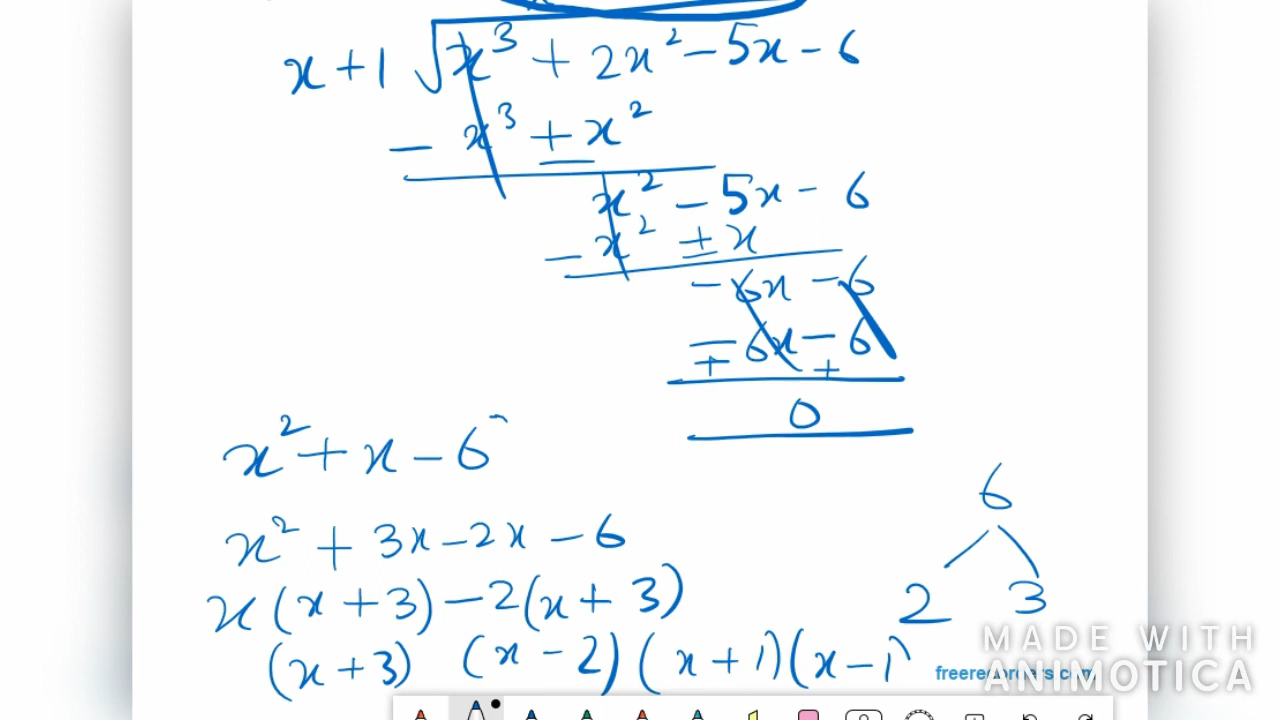 x + 1 √ x³ + 2x² - 5x - 6
- x³ + x²
x² - 5x - 6
- x² ± x
- 6x - 6
- 6x - 6
+ +
0
x² + x - 6
6
x² + 3x - 2x - 6
x (x + 3) - 2 (x + 3)
2 3
(x + 3) (x - 2) (x + 1) (x - 1)
MADE WITH
ANIMOTICA